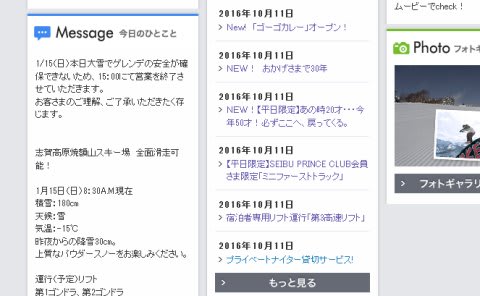 Message 今日のひとこと
1/15(日)本日大雪でゲレンデの安全が確
保できないため、15:00にて営業を終了さ
せていただきます。
お客さまのご理解、ご了承いただきたく存
じます。
志賀高原焼額山スキー場 全面滑走可
能！
1月15日(日)8:30A.M現在
積雪:180cm
天候:雪
気温:-15℃
昨夜からの降雪30cm。
上質なパウダースノーをお楽しみください。
運行(予定)リフト
第1ゴンドラ、第2ゴンドラ
2016年10月11日
New! 「ゴーゴカレー」オープン！
2016年10月11日
NEW！ おかげさまで30年
2016年10月11日
NEW！【平日限定】あの時20才･･･今
年50才！必ずここへ、戻ってくる。
2016年10月11日
【平日限定】SEIBU PRINCE CLUB会員
さま限定「ミニファーストトラック」
2016年10月11日
宿泊者専用リフト運行「第3高速リフト」
2016年10月11日
プライベートナイター貸切サービス!
もっと見る
ムービーでcheck！
Photo フォトギ
フォトギャラリ